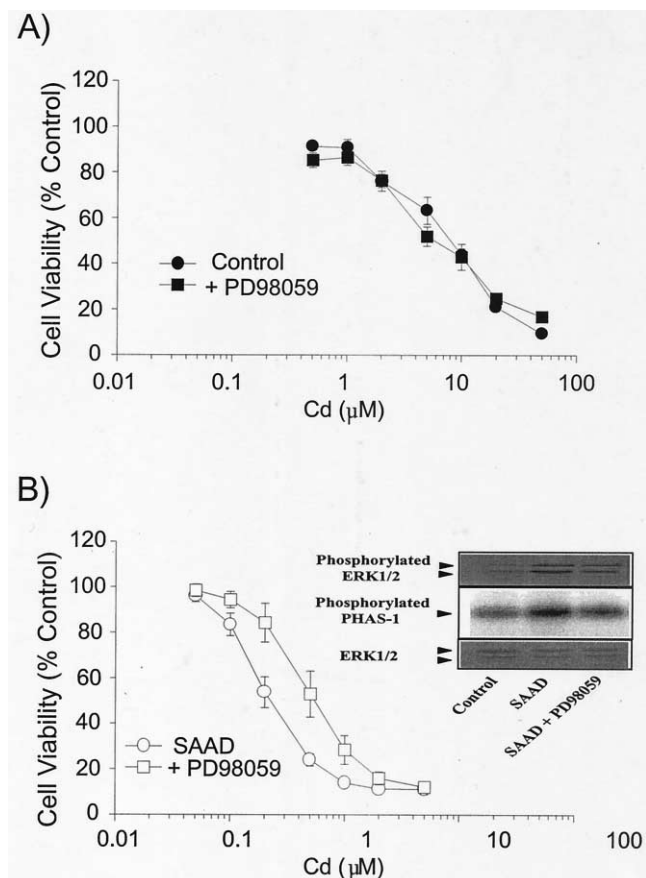 A)
Cell Viability (% Control)
120
100
80
60
40
20
0
Control
+ PD98059
0.01
0.1
1
10
100
Cd (µM)
B)
Cell Viability (% Control)
120
100
80
60
40
20
0
SAAD
+ PD98059
Phosphorylated
ERK1/2
Phosphorylated
PHAS-1
ERK1/2
Control
SAAD
SAAD + PD98059
0.01
0.1
1
10
100
Cd (µM)